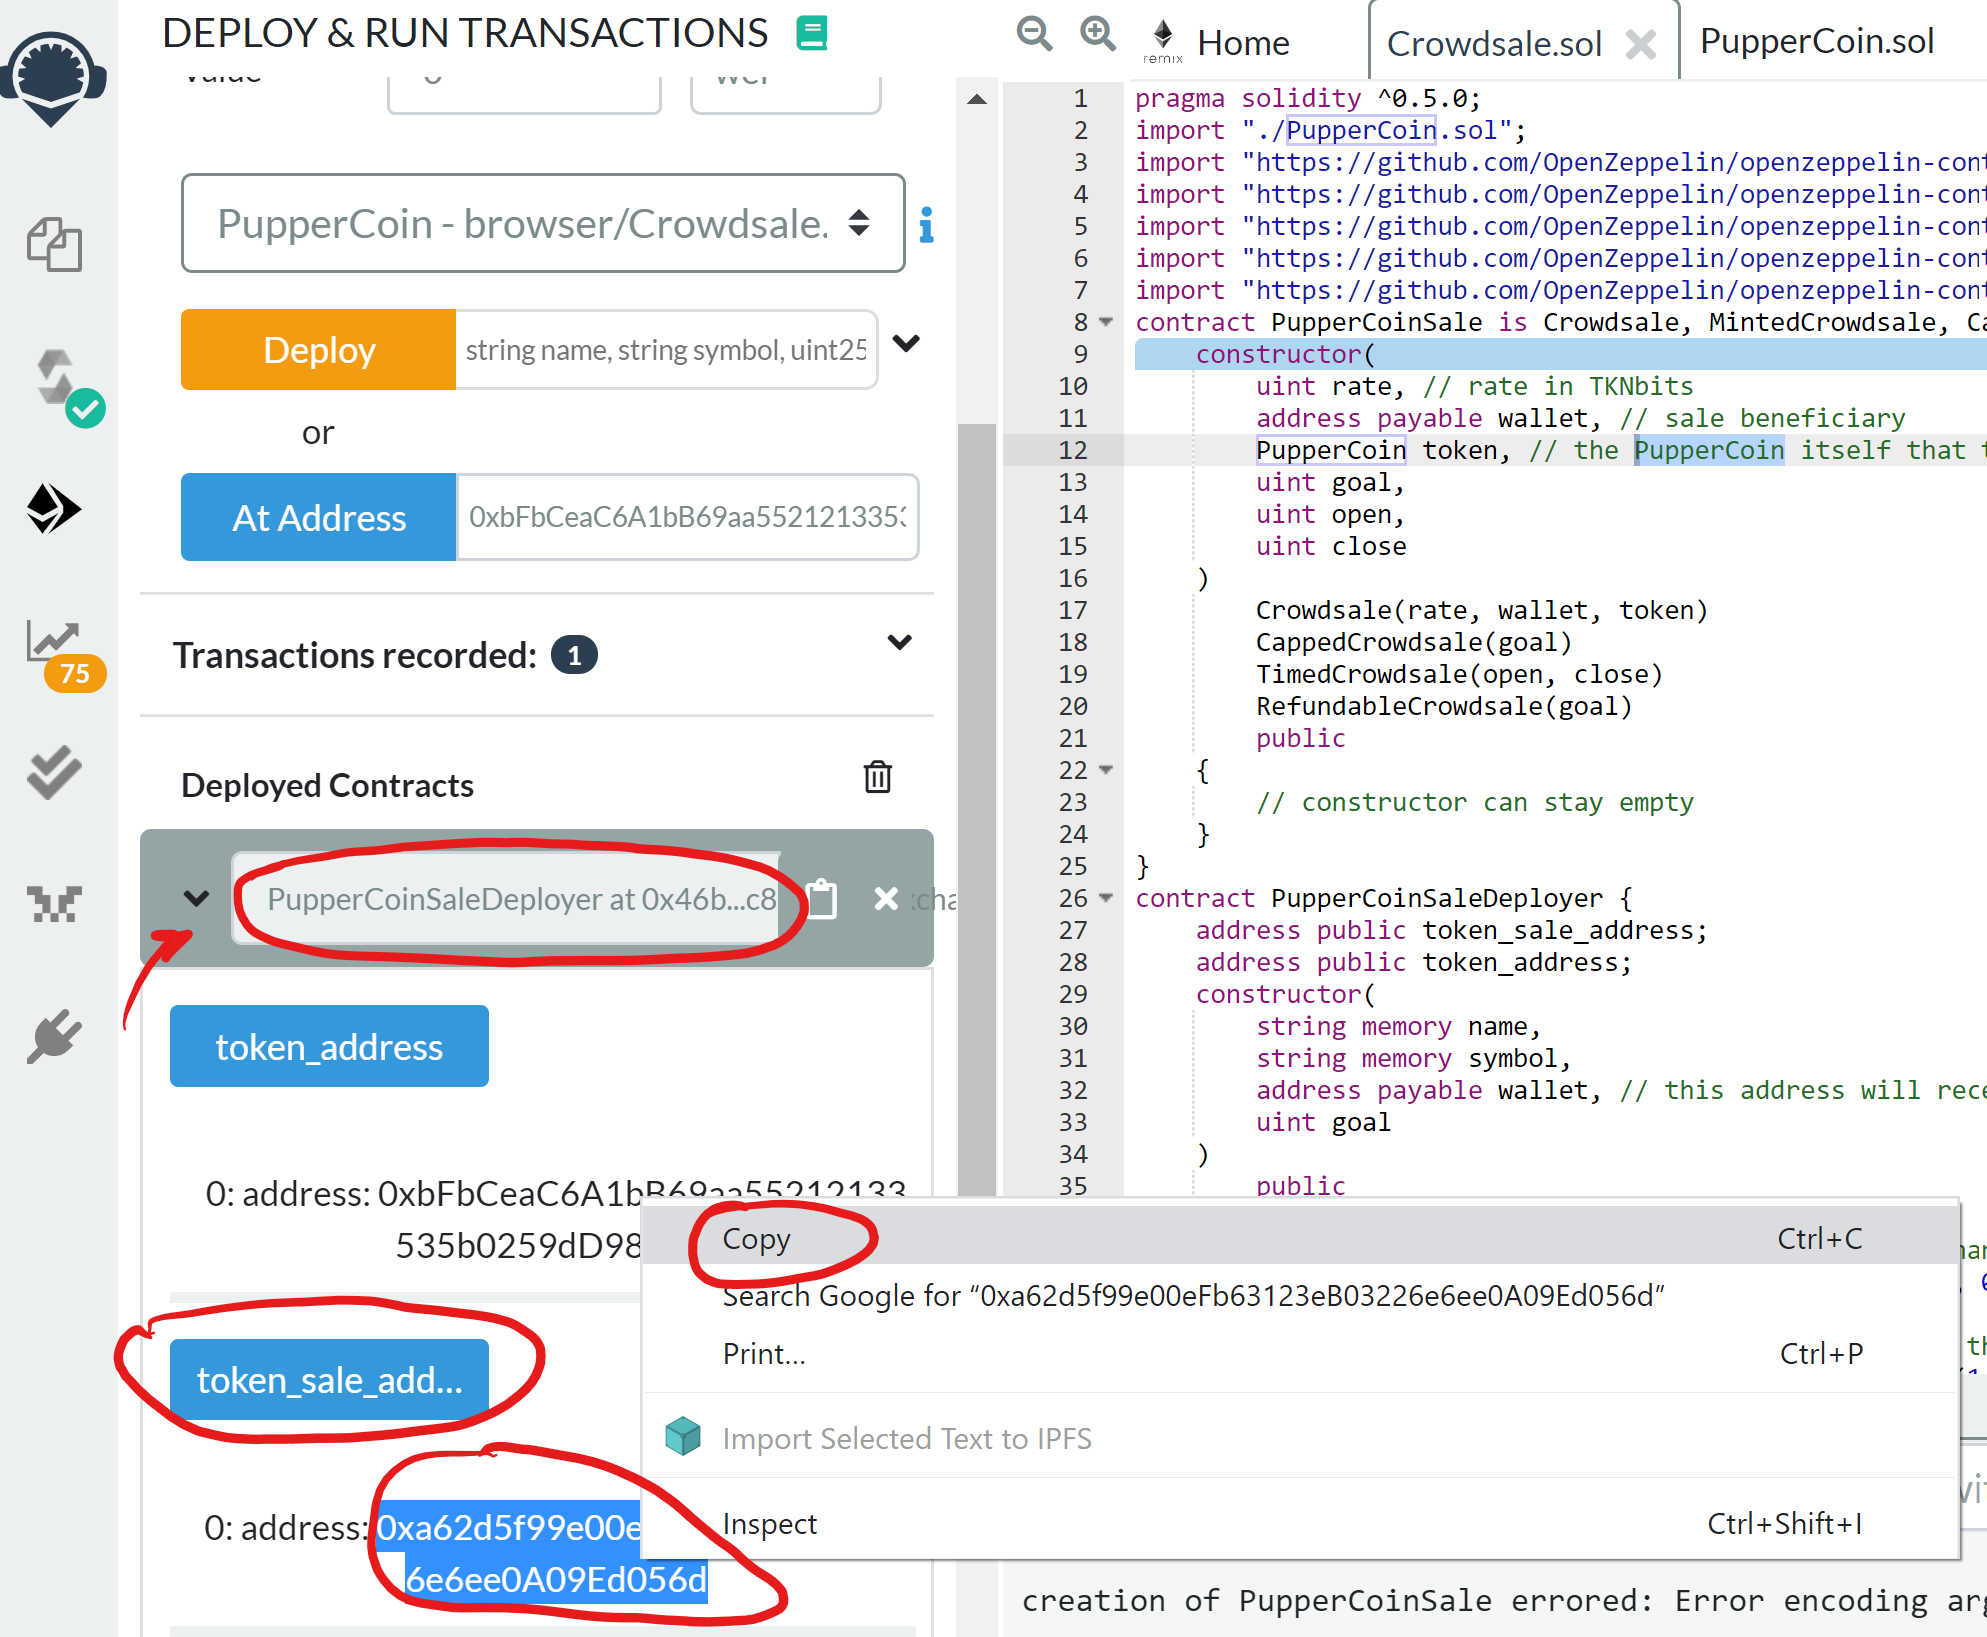 DEPLOY & RUN TRANSACTIONS
PupperCoin - browser/Crowdsale.
Deploy
string name, string symbol, uint25
or
At Address
0xbFbCeaC6A1bB69aa552121335
Transactions recorded: 1
Deployed Contracts
PupperCoinSaleDeployer at 0x46b...c8
token_address
0: address: 0xbFbCeaC6A1bB69aa55212133
535b0259dD98
token_sale_add...
0: address: 0xa62d5f99e00e
6e6ee0A09Ed056d
75
remix
Home
Crowdsale.sol
PupperCoin.sol
1 pragma solidity ^0.5.0;
2 import "./PupperCoin.sol";
3 import "https://github.com/OpenZeppelin/openzeppelin-cont
4 import "https://github.com/OpenZeppelin/openzeppelin-cont
5 import "https://github.com/OpenZeppelin/openzeppelin-cont
6 import "https://github.com/OpenZeppelin/openzeppelin-cont
7 import "https://github.com/OpenZeppelin/openzeppelin-cont
8 contract PupperCoinSale is Crowdsale, MintedCrowdsale, Ca
9 constructor(
10 uint rate, // rate in TKNbits
11 address payable wallet, // sale beneficiary
12 PupperCoin token, // the PupperCoin itself that t
13 uint goal,
14 uint open,
15 uint close
16 )
17 Crowdsale(rate, wallet, token)
18 CappedCrowdsale(goal)
19 TimedCrowdsale(open, close)
20 RefundableCrowdsale(goal)
21 public
22 {
23 // constructor can stay empty
24 }
25 }
26 contract PupperCoinSaleDeployer {
27 address public token_sale_address;
28 address public token_address;
29 constructor(
30 string memory name,
31 string memory symbol,
32 address payable wallet, // this address will rece
33 uint goal
34 )
35 public
Copy Ctrl+C
Search Google for “0xa62d5f99e00eFb63123eB03226e6ee0A09Ed056d”
Print... Ctrl+P
Import Selected Text to IPFS
Inspect Ctrl+Shift+I
creation of PupperCoinSale errored: Error encoding arg